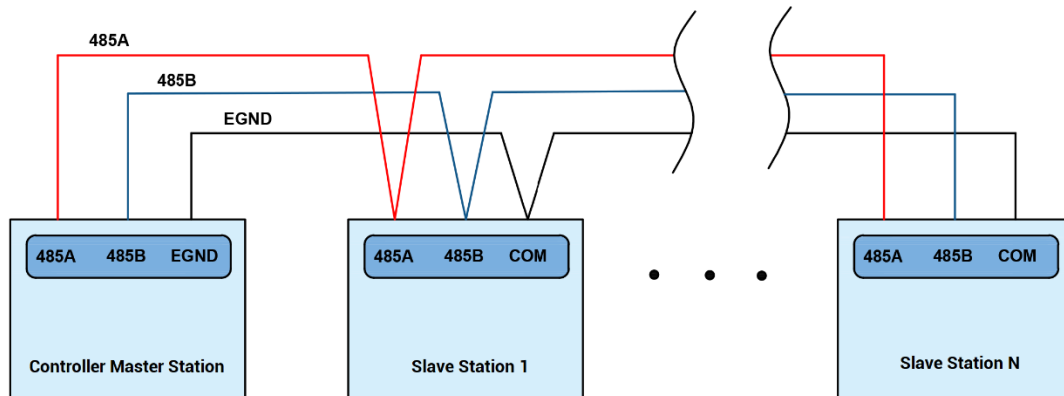 485A
485B
EGND
485A 485B EGND
485A 485B COM
485A 485B COM
Controller Master Station
Slave Station 1
Slave Station N